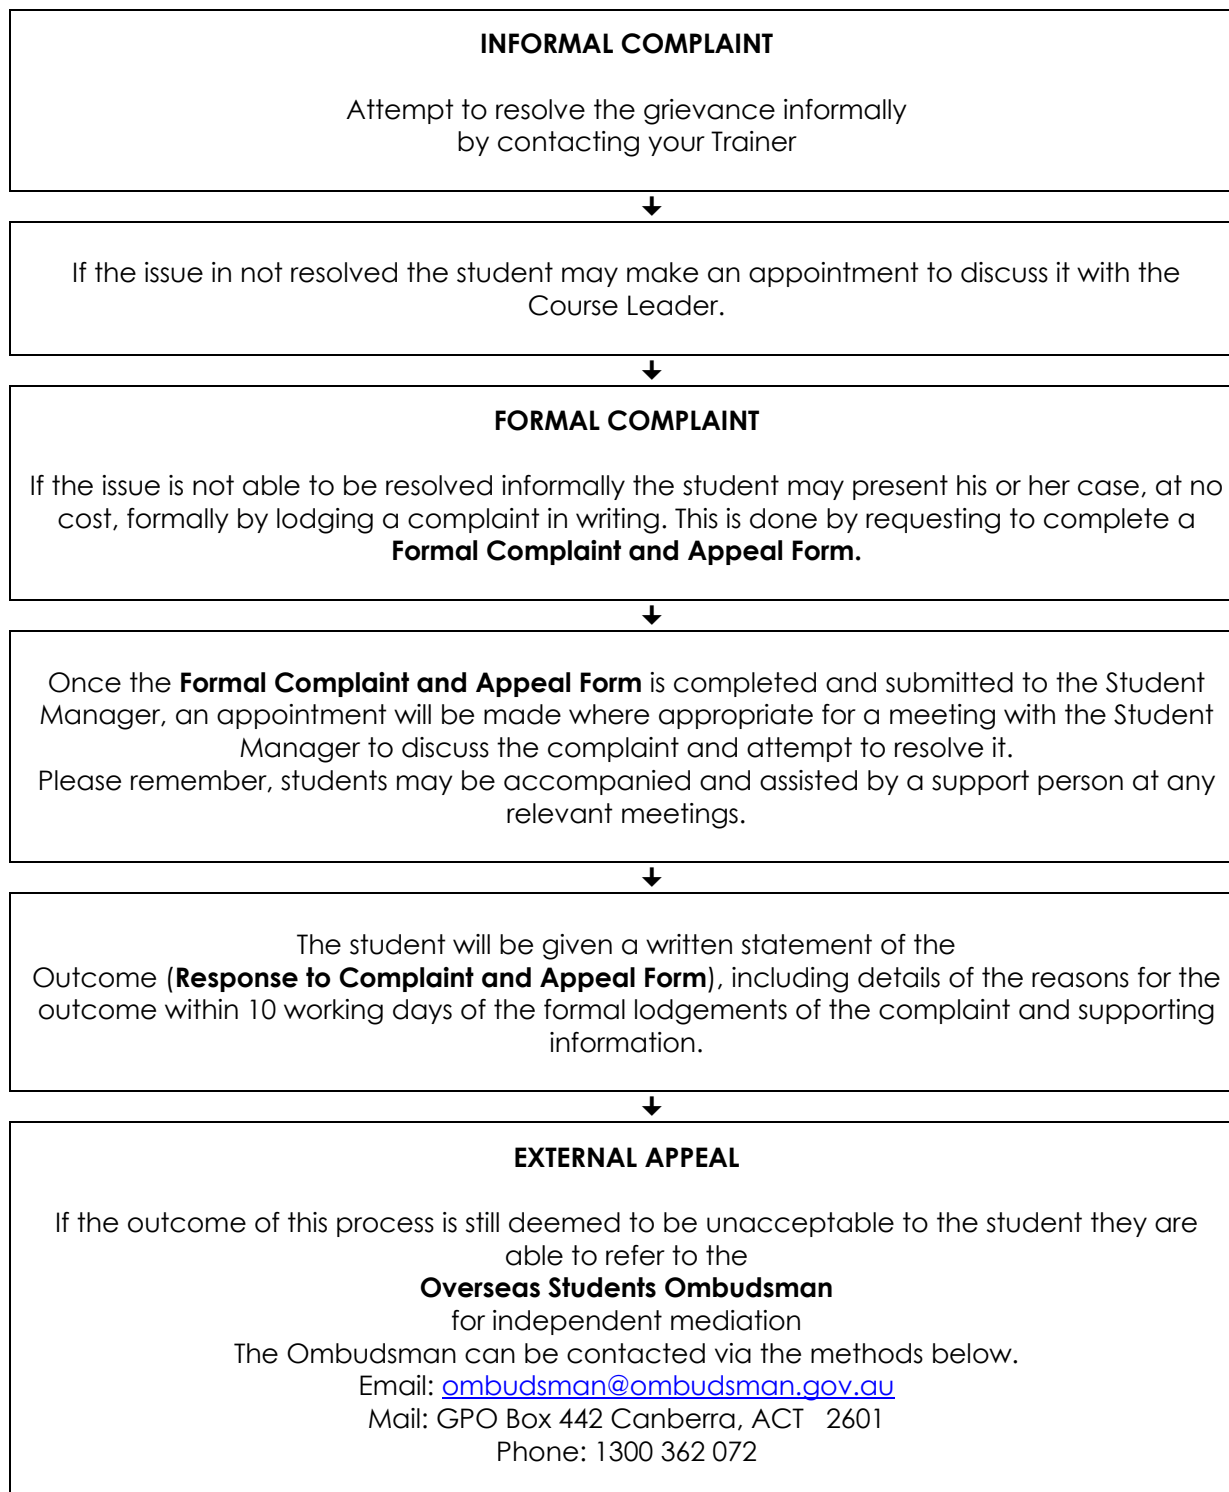 INFORMAL COMPLAINT
Attempt to resolve the grievance informally
by contacting your Trainer
If the issue in not resolved the student may make an appointment to discuss it with the
Course Leader.
FORMAL COMPLAINT
If the issue is not able to be resolved informally the student may present his or her case, at no
cost, formally by lodging a complaint in writing. This is done by requesting to complete a
Formal Complaint and Appeal Form.
Once the Formal Complaint and Appeal Form is completed and submitted to the Student
Manager, an appointment will be made where appropriate for a meeting with the Student
Manager to discuss the complaint and attempt to resolve it.
Please remember, students may be accompanied and assisted by a support person at any
relevant meetings.
The student will be given a written statement of the
Outcome (Response to Complaint and Appeal Form), including details of the reasons for the
outcome within 10 working days of the formal lodgements of the complaint and supporting
information.
EXTERNAL APPEAL
If the outcome of this process is still deemed to be unacceptable to the student they are
able to refer to the
Overseas Students Ombudsman
for independent mediation
The Ombudsman can be contacted via the methods below.
Email: ombudsman@ombudsman.gov.au
Mail: GPO Box 442 Canberra, ACT 2601
Phone: 1300 362 072